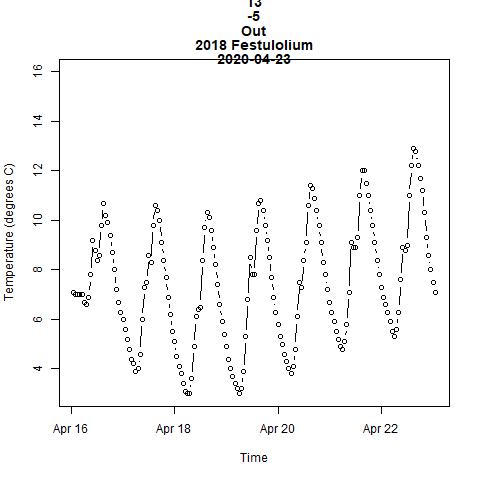 13
-5
Out
2018 Festulolium
2020-04-23
16
14
12
10
8
6
4
Temperature (degrees C)
Apr 16
Apr 18
Apr 20
Apr 22
Time